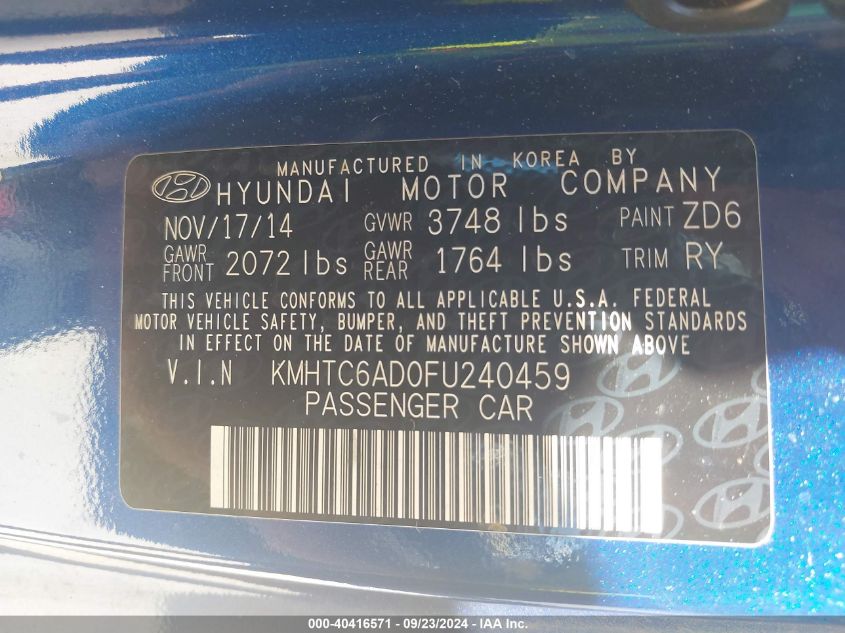 MANUFACTURED IN KOREA BY
HYUNDAI MOTOR COMPANY
NOV/17/14 GVWR 3748 lbs PAINT ZD6
GAWR FRONT 2072 lbs GAWR REAR 1764 lbs TRIM RY
THIS VEHICLE CONFORMS TO ALL APPLICABLE U.S.A. FEDERAL
MOTOR VEHICLE SAFETY, BUMPER, AND THEFT PREVENTION STANDARDS
IN EFFECT ON THE DATE OF MANUFACTURE SHOWN ABOVE
V.I.N KMHTC6AD0FU240459
PASSENGER CAR
000-40416571 / 09/23/2024 - IAA Inc.